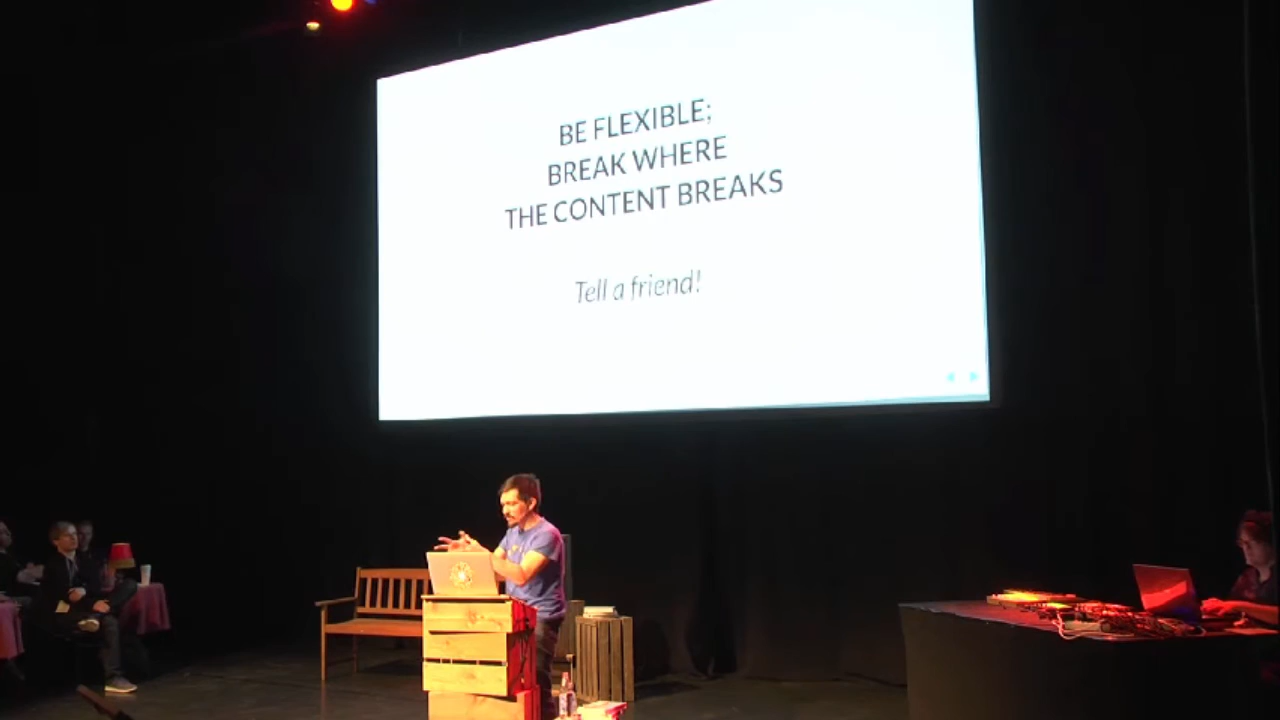 BE FLEXIBLE;
BREAK WHERE
THE CONTENT BREAKS
Tell a friend!